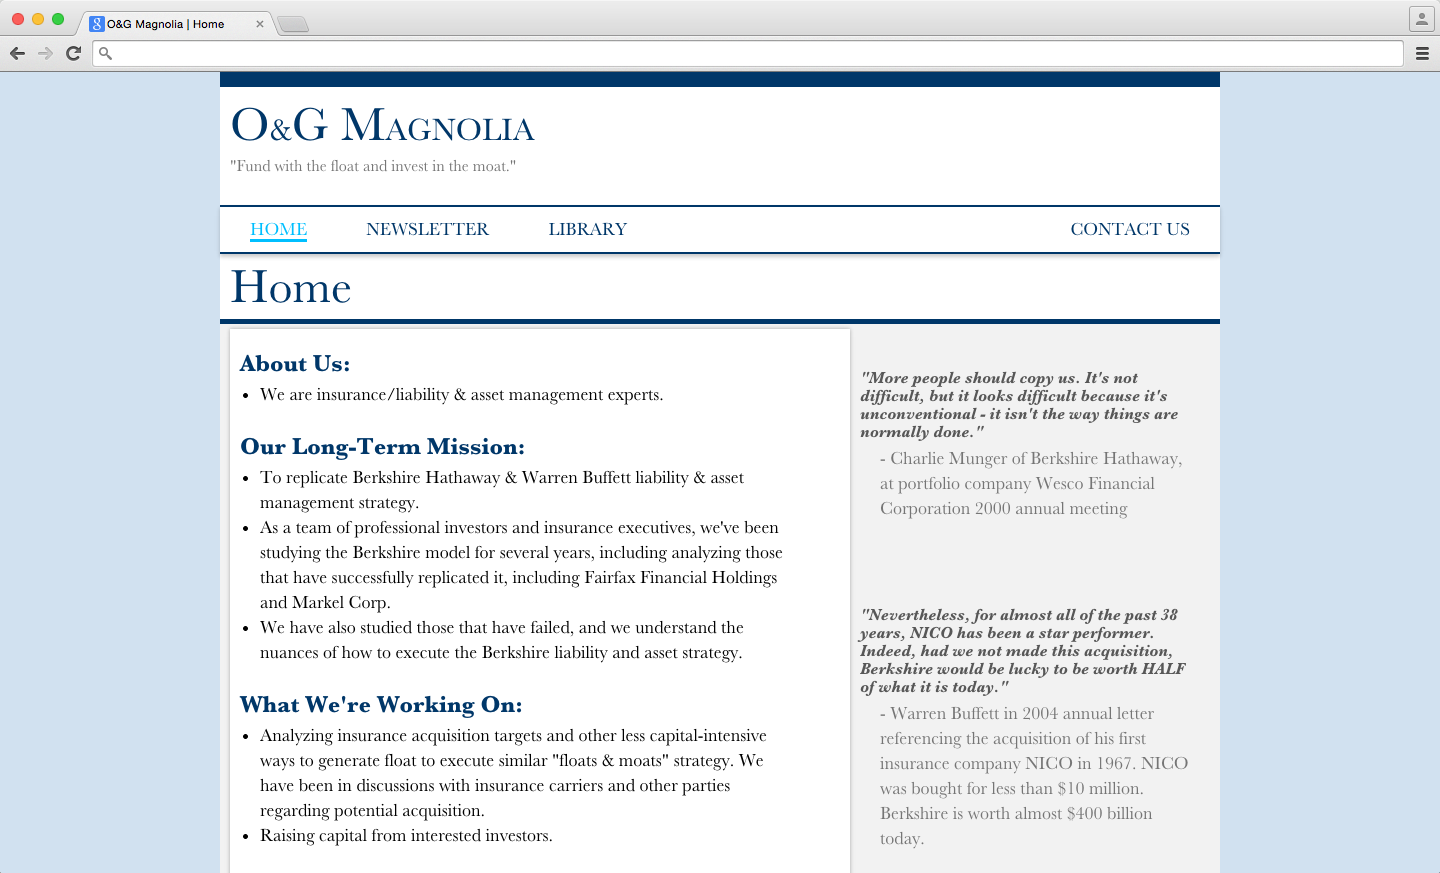 O&G Magnolia | Home
O&G Magnolia
"Fund with the float and invest in the moat."
HOME NEWSLETTER LIBRARY CONTACT US
Home
About Us:
• We are insurance/liability & asset management experts.
Our Long-Term Mission:
• To replicate Berkshire Hathaway & Warren Buffett liability & asset
management strategy.
• As a team of professional investors and insurance executives, we've been
studying the Berkshire model for several years, including analyzing those
that have successfully replicated it, including Fairfax Financial Holdings
and Markel Corp.
• We have also studied those that have failed, and we understand the
nuances of how to execute the Berkshire liability and asset strategy.
What We're Working On:
• Analyzing insurance acquisition targets and other less capital-intensive
ways to generate float to execute similar "floats & moats" strategy. We
have been in discussions with insurance carriers and other parties
regarding potential acquisition.
• Raising capital from interested investors.
"More people should copy us. It's not
difficult, but it looks difficult because it's
unconventional - it isn't the way things are
normally done."
- Charlie Munger of Berkshire Hathaway,
at portfolio company Wesco Financial
Corporation 2000 annual meeting
"Nevertheless, for almost all of the past 38
years, NICO has been a star performer.
Indeed, had we not made this acquisition,
Berkshire would be lucky to be worth HALF
of what it is today."
- Warren Buffett in 2004 annual letter
referencing the acquisition of his first
insurance company NICO in 1967. NICO
was bought for less than $10 million.
Berkshire is worth almost $400 billion
today.